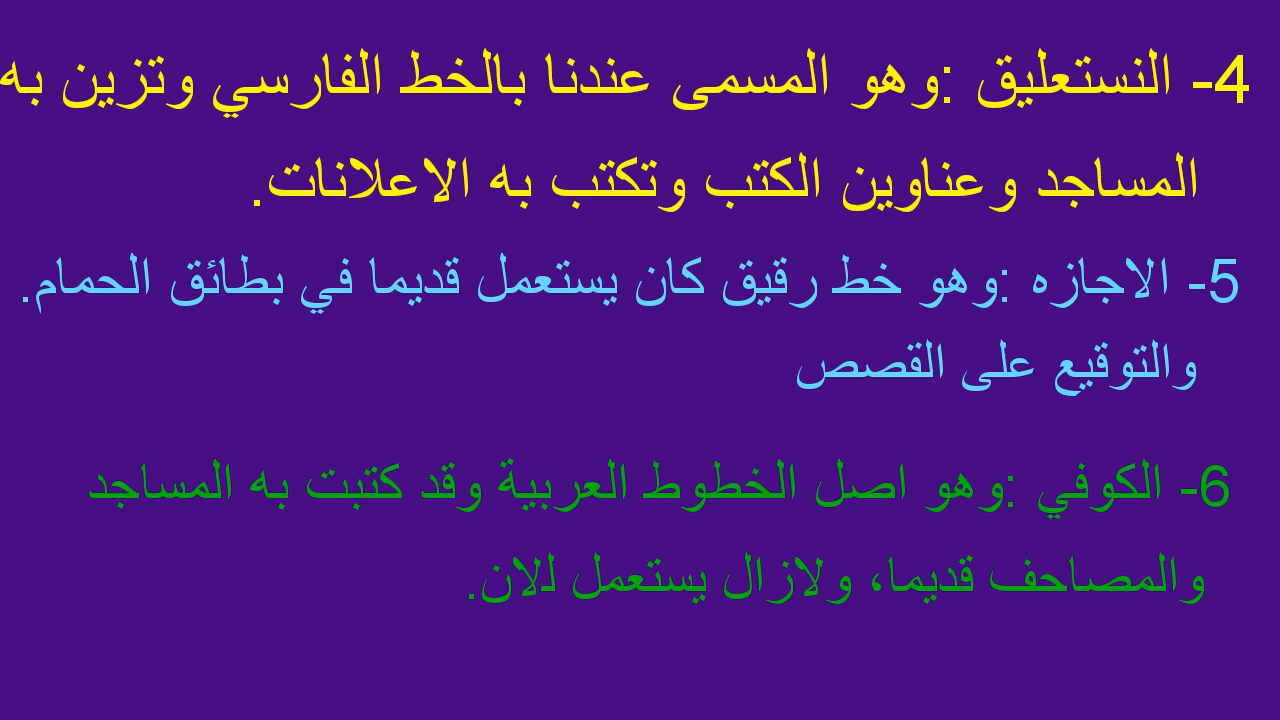 4- النستعليق :وهو المسمى عندنا بالخط الفارسي وتزين به
المساجد وعناوين الكتب وتكتب به الاعلانات.
5- الاجازه :وهو خط رقيق كان يستعمل قديما في بطائق الحمام.
والتوقيع على القصص
6- الكوفي :وهو اصل الخطوط العربية وقد كتبت به المساجد
والمصاحف قديما، ولازال يستعمل لالان.